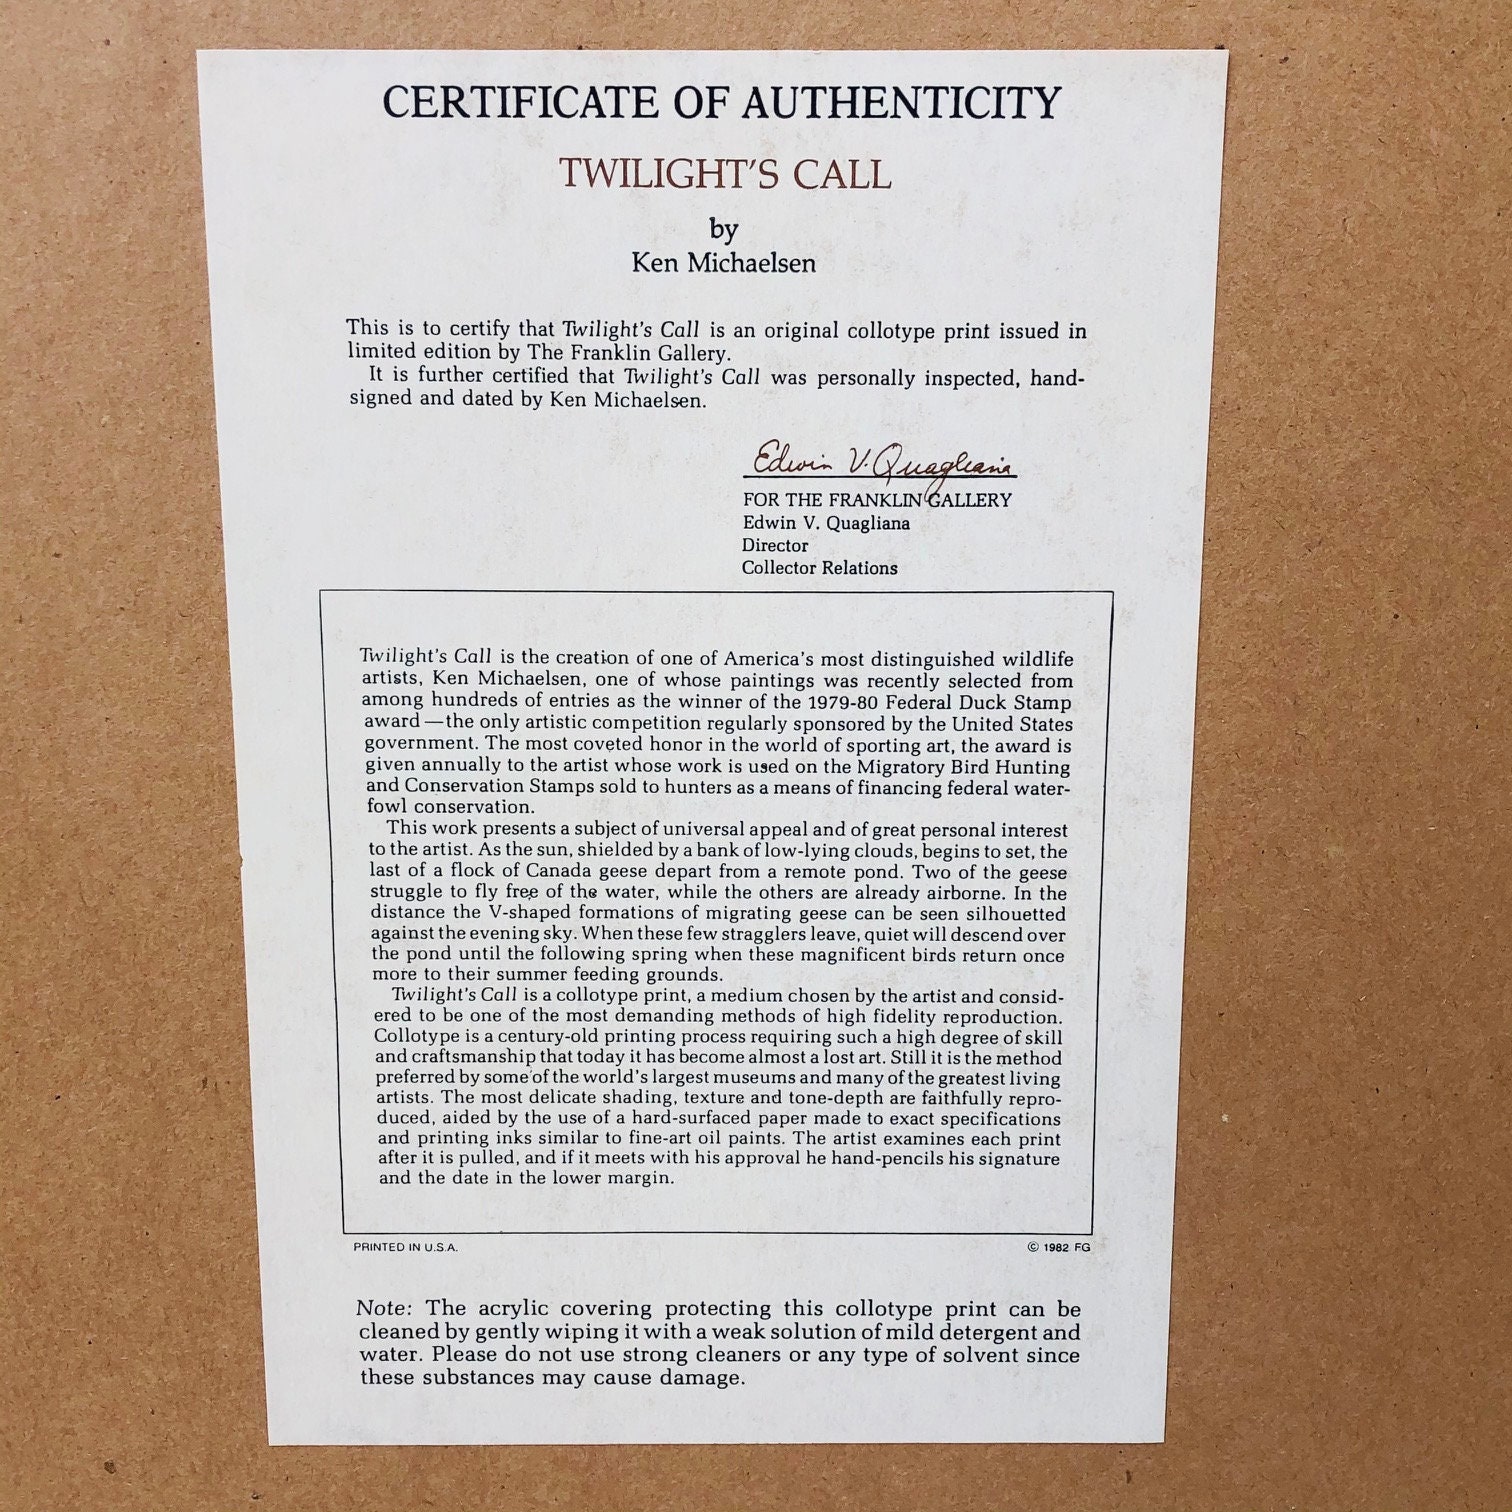 CERTIFICATE OF AUTHENTICITY
TWILIGHT'S CALL
by
Ken Michaelsen
This is to certify that Twilight's Call is an original collotype print issued in
limited edition by The Franklin Gallery.
It is further certified that Twilight's Call was personally inspected, hand-
signed and dated by Ken Michaelsen.
Edwin V. Quagliana
FOR THE FRANKLIN GALLERY
Edwin V. Quagliana
Director
Collector Relations
Twilight's Call is the creation of one of America's most distinguished wildlife
artists, Ken Michaelsen, one of whose paintings was recently selected from
among hundreds of entries as the winner of the 1979-80 Federal Duck Stamp
award—the only artistic competition regularly sponsored by the United States
government. The most coveted honor in the world of sporting art, the award is
given annually to the artist whose work is used on the Migratory Bird Hunting
and Conservation Stamps sold to hunters as a means of financing federal water-
fowl conservation.
This work presents a subject of universal appeal and of great personal interest
to the artist. As the sun, shielded by a bank of low-lying clouds, begins to set, the
last of a flock of Canada geese depart from a remote pond. Two of the geese
struggle to fly free of the water, while the others are already airborne. In the
distance the V-shaped formations of migrating geese can be seen silhouetted
against the evening sky. When these few stragglers leave, quiet will descend over
the pond until the following spring when these magnificent birds return once
more to their summer feeding grounds.
Twilight's Call is a collotype print, a medium chosen by the artist and consid-
ered to be one of the most demanding methods of high fidelity reproduction.
Collotype is a century-old printing process requiring such a high degree of skill
and craftsmanship that today it has become almost a lost art. Still it is the method
preferred by some of the world's largest museums and many of the greatest living
artists. The most delicate shading, texture and tone-depth are faithfully repro-
duced, aided by the use of a hard-surfaced paper made to exact specifications
and printing inks similar to fine-art oil paints. The artist examines each print
after it is pulled, and if it meets with his approval he hand-pencils his signature
and the date in the lower margin.
PRINTED IN U.S.A. © 1982 FG
Note: The acrylic covering protecting this collotype print can be
cleaned by gently wiping it with a weak solution of mild detergent and
water. Please do not use strong cleaners or any type of solvent since
these substances may cause damage.